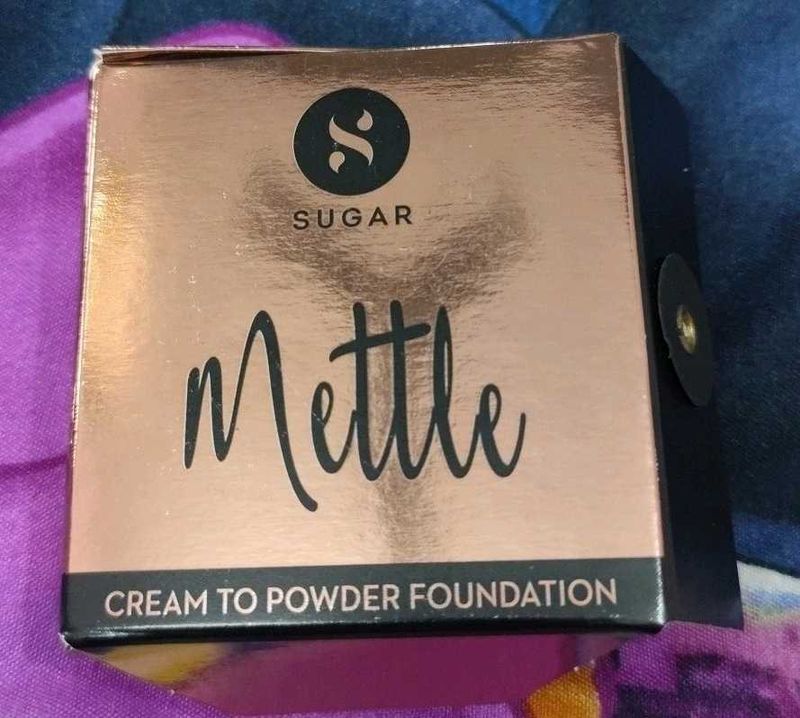 SUGAR
Mettle
CREAM TO POWDER FOUNDATION